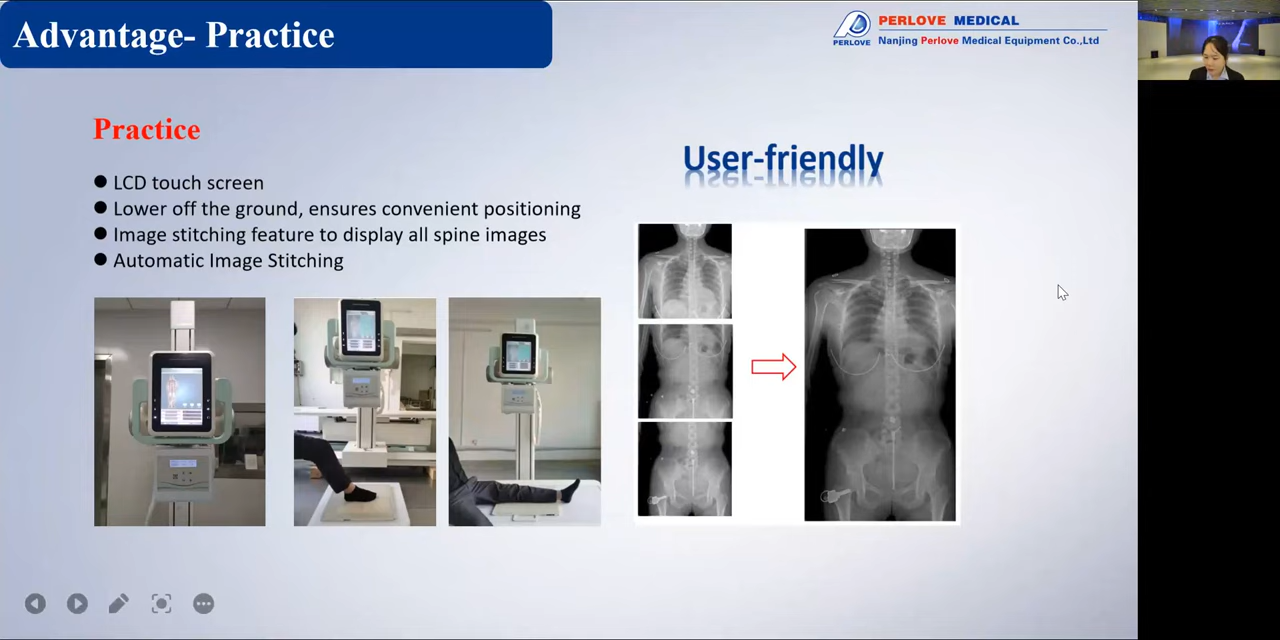 Advantage- Practice
PERLOVE
PERLOVE MEDICAL
Nanjing Perlove Medical Equipment Co.,Ltd
Practice
● LCD touch screen
● Lower off the ground, ensures convenient positioning
● Image stitching feature to display all spine images
● Automatic Image Stitching
User-friendly